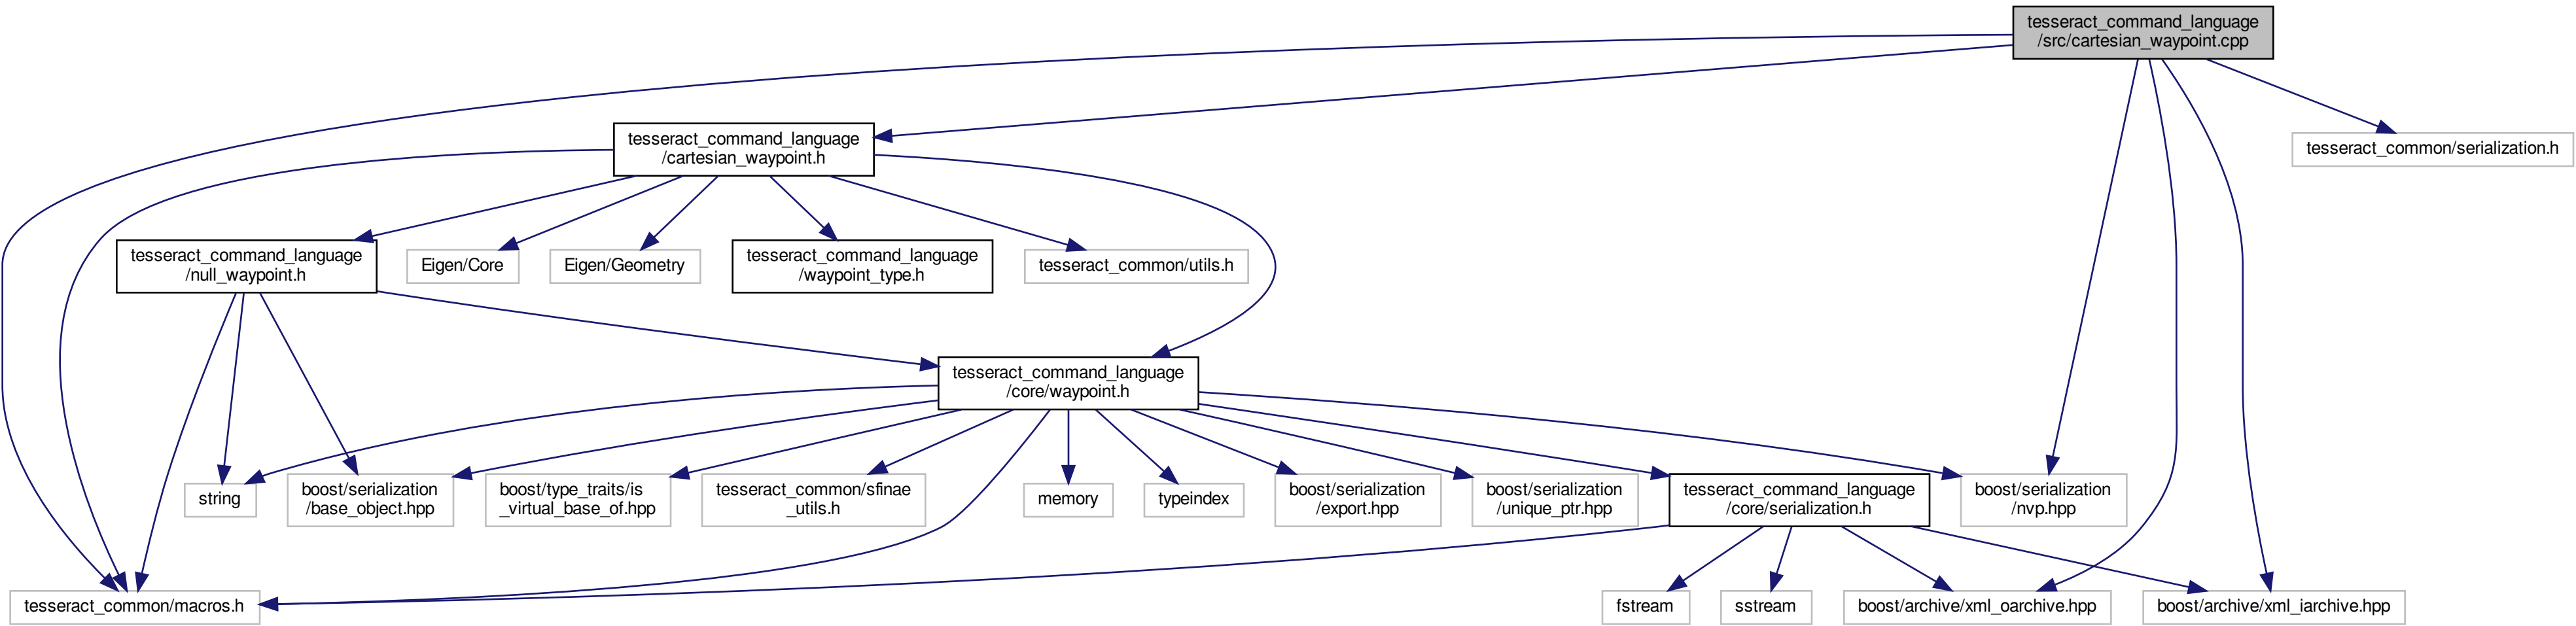 tesseract_command_language
/src/cartesian_waypoint.cpp
tesseract_command_language
/cartesian_waypoint.h
tesseract_common/serialization.h
tesseract_command_language
/null_waypoint.h
Eigen/Core
Eigen/Geometry
tesseract_command_language
/waypoint_type.h
tesseract_common/utils.h
tesseract_command_language
/core/waypoint.h
string
boost/serialization
/base_object.hpp
boost/type_traits/is
_virtual_base_of.hpp
tesseract_common/sfinae
_utils.h
memory
typeindex
boost/serialization
/export.hpp
boost/serialization
/unique_ptr.hpp
tesseract_command_language
/core/serialization.h
boost/serialization
/nvp.hpp
tesseract_common/macros.h
fstream
sstream
boost/archive/xml_oarchive.hpp
boost/archive/xml_iarchive.hpp